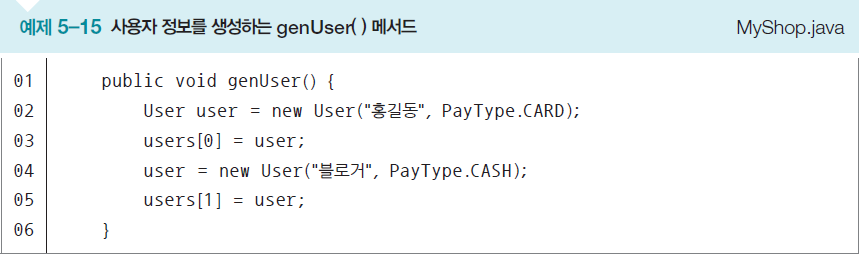 예제 5-15 사용자 정보를 생성하는 genUser( ) 메서드 MyShop.java
01 public void genUser() {
02 User user = new User("홍길동", PayType.CARD);
03 users[0] = user;
04 user = new User("블로거", PayType.CASH);
05 users[1] = user;
06 }